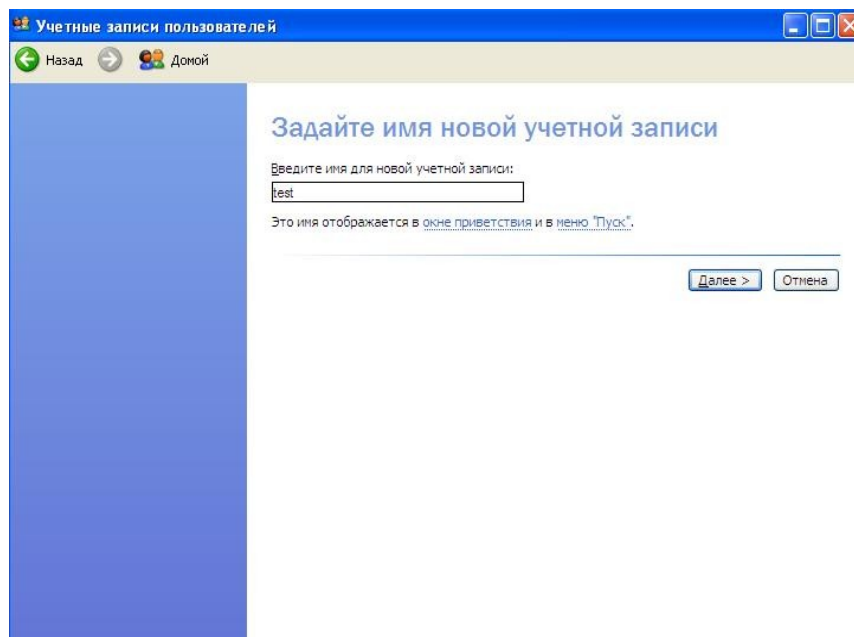 Учетные записи пользователей
Назад Домой
Задайте имя новой учетной записи
Введите имя для новой учетной записи:
test
Это имя отображается в окне приветствия и в меню "Пуск".
Далее > Отмена